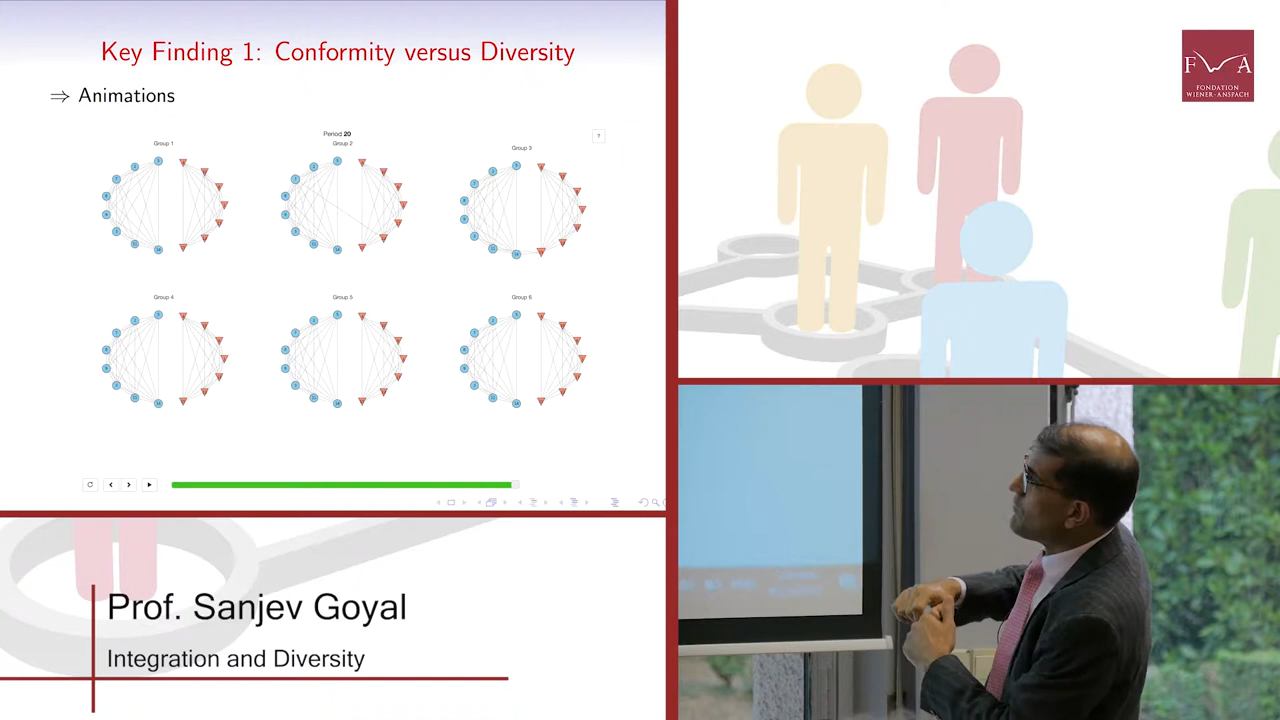 Key Finding 1: Conformity versus Diversity
⇒ Animations
Period 20
Group 1
Group 2
Group 3
?
Group 4
Group 5
Group 6
Prof. Sanjev Goyal
Integration and Diversity
F W A
FONDATION
WIENER-ANSPACH